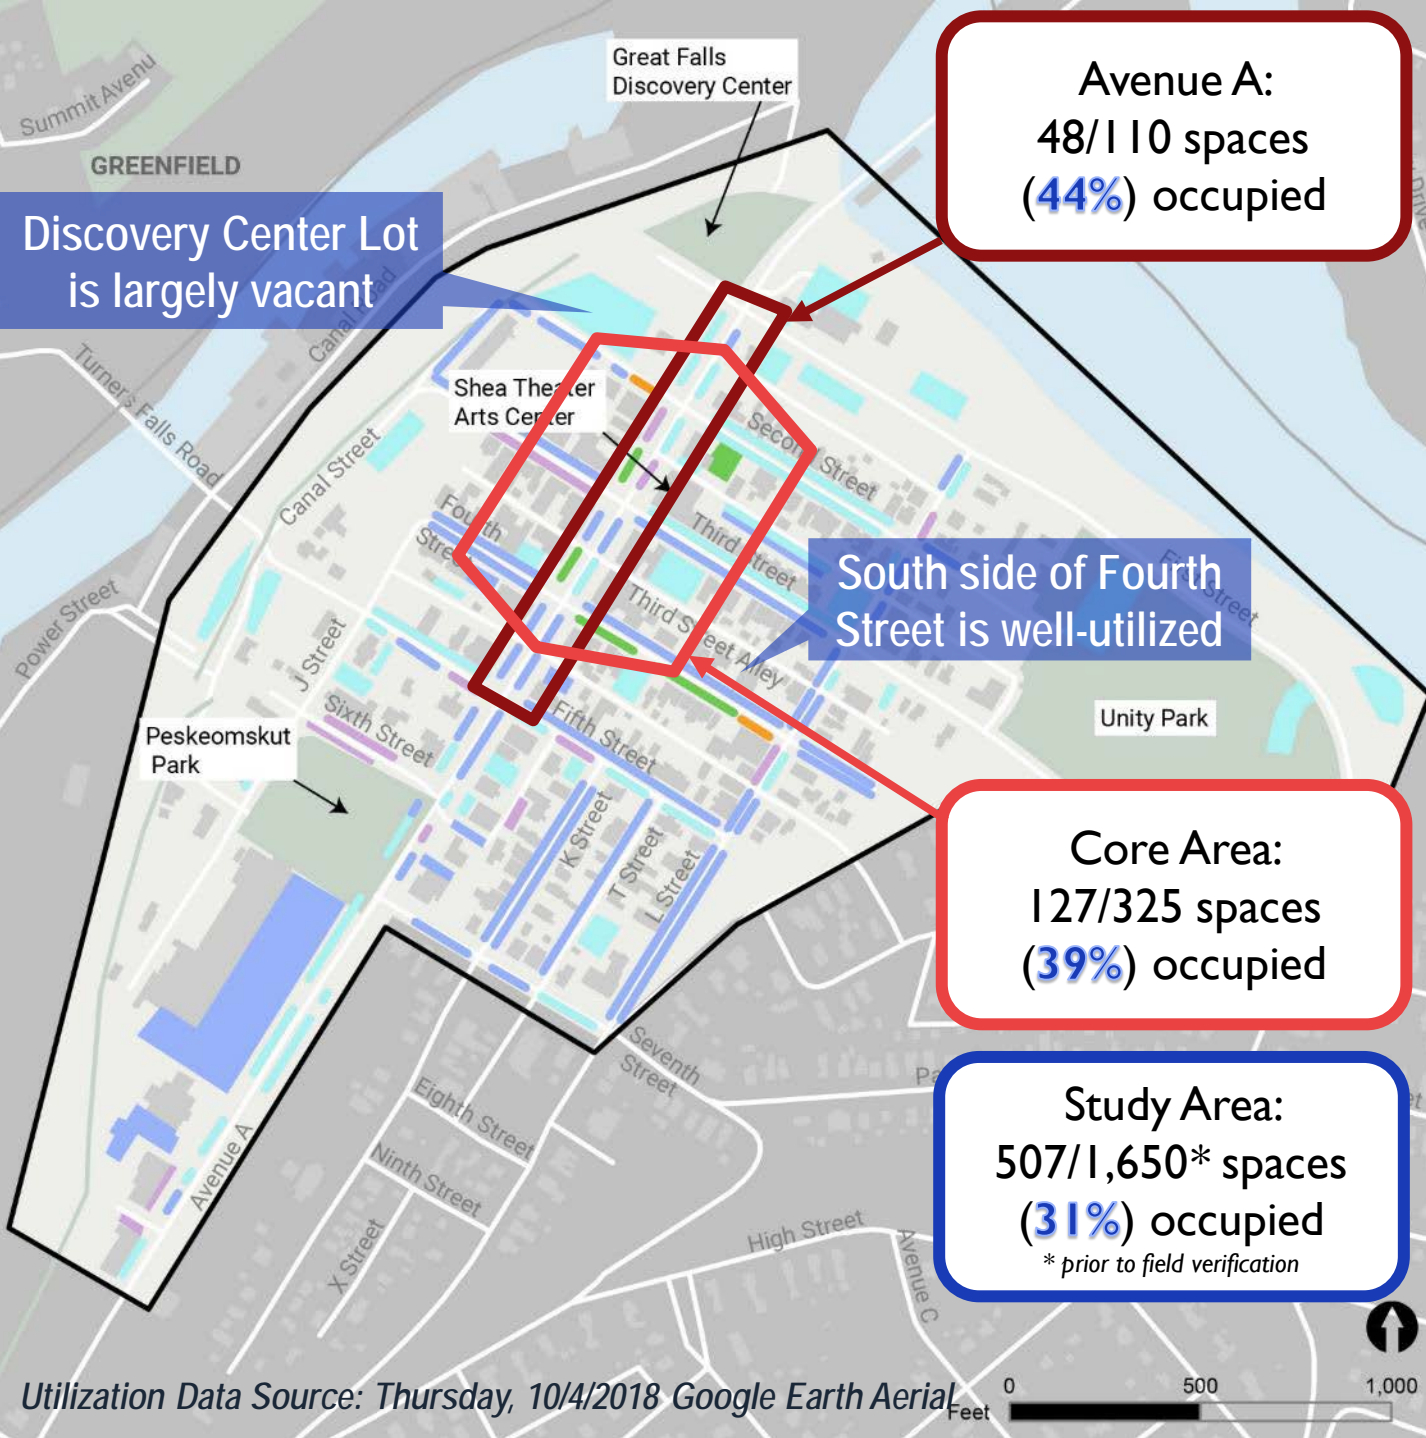 Summit Avenu
GREENFIELD
Great Falls
Discovery Center
Avenue A:
48/110 spaces
(44%) occupied
Discovery Center Lot
is largely vacant
Canal Road
Turners Falls Road
Canal Street
Shea Theater
Arts Center
Second Street
Third Street
Fourth
Street
First Street
South side of Fourth
Street is well-utilized
Third Street Alley
Power Street
J Street
Sixth Street
Fifth Street
Unity Park
Peskeomskut
Park
K Street
T Street
L Street
Core Area:
127/325 spaces
(39%) occupied
Seventh
Street
Study Area:
507/1,650* spaces
(31%) occupied
* prior to field verification
Eighth Street
Ninth Street
Avenue A
X Street
High Street
Avenue C
Utilization Data Source: Thursday, 10/4/2018 Google Earth Aerial
Feet
0 500 1,000